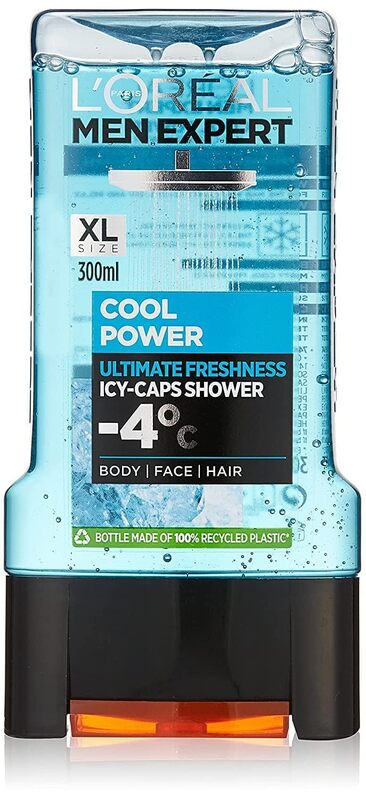 L'ORÉAL
PARIS
MEN EXPERT
XL
SIZE
300ml
COOL
POWER
ULTIMATE FRESHNESS
ICY-CAPS SHOWER
-4°C
BODY | FACE | HAIR
BOTTLE MADE OF 100% RECYCLED PLASTIC*